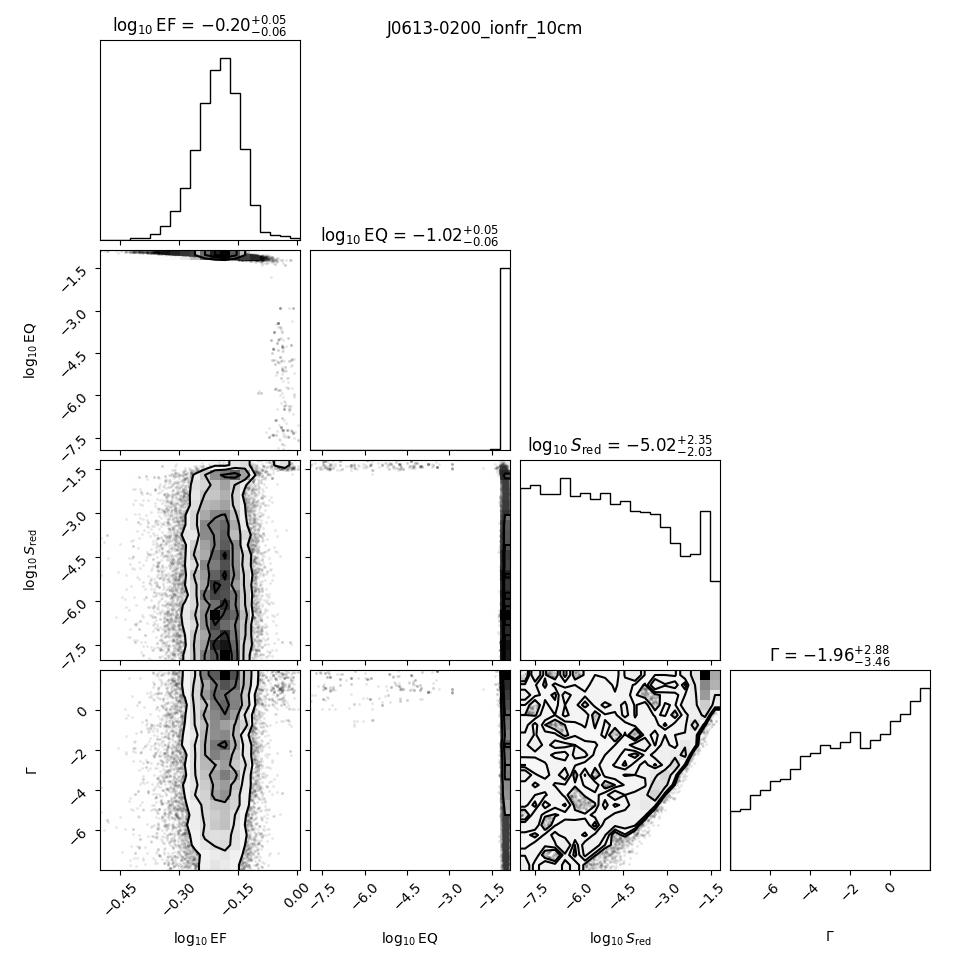 J0613-0200_ionfr_10cm
log₁₀ EF = −0.20 +0.05 −0.06
log₁₀ EQ = −1.02 +0.05 −0.06
−1.5
−3.0
−4.5
−6.0
−7.5
log₁₀ EQ
log₁₀ S_red = −5.02 +2.35 −2.03
−1.5
−3.0
−4.5
−6.0
−7.5
log₁₀ S_red
Γ = −1.96 +2.88 −3.46
0
−2
−4
−6
Γ
−0.45 −0.30 −0.15 0.00 −7.5 −6.0 −4.5 −3.0 −1.5 −7.5 −6.0 −4.5 −3.0 −1.5 −6 −4 −2 0
log₁₀ EF log₁₀ EQ log₁₀ S_red Γ